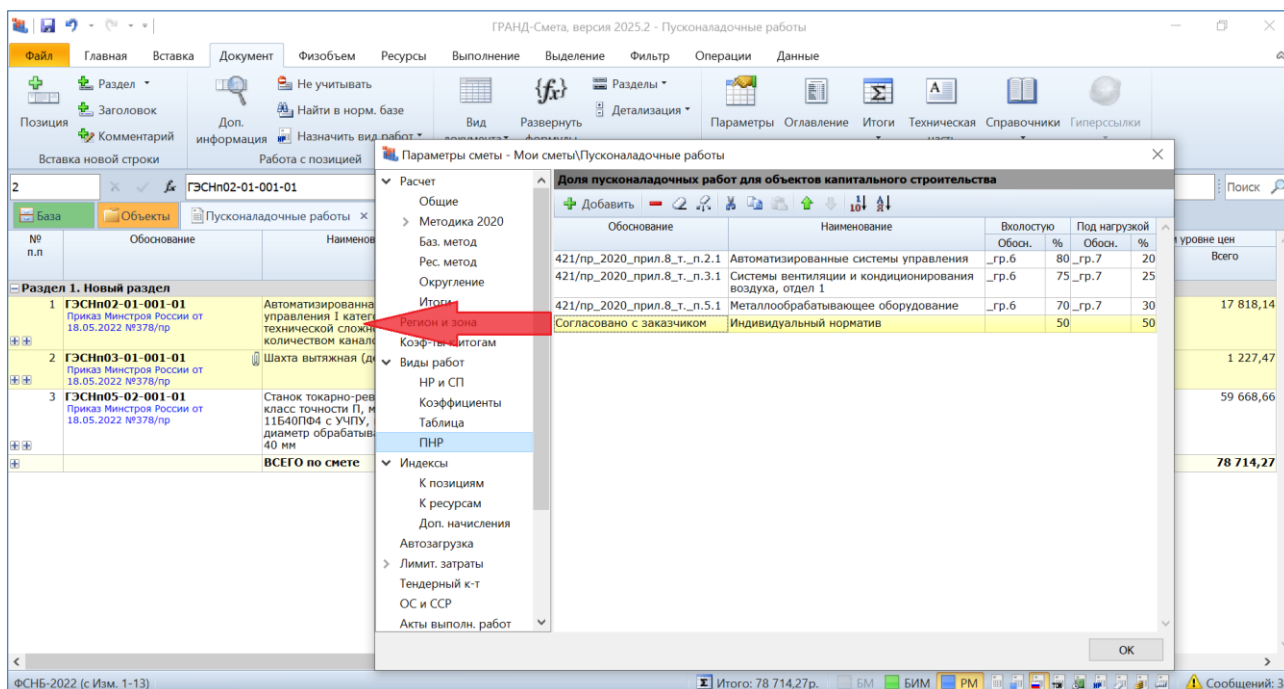 ГРАНД-Смета, версия 2025.2 - Пусконаладочные работы
Файл Главная Вставка Документ Физобъем Ресурсы Выполнение Выделение Фильтр Операции Данные
Позиция
Раздел
Заголовок
Комментарий
Вставка новой строки
Доп.
информация
Не учитывать
Найти в норм. базе
Назначить вид работ
Работа с позицией
Вид
документа
Развернуть
формулы
Разделы
Детализация
Параметры Оглавление Итоги Техническая Справочники Гиперссылки
часть
2 fx ГЭСНп02-01-001-01
Поиск
База Объекты Пусконаладочные работы
№
п.п
Обоснование
Наименов
уровне цен
Всего
Раздел 1. Новый раздел
1 ГЭСНп02-01-001-01
Приказ Минстроя России от
18.05.2022 №378/пр
Автоматизированна
управления I катего
технической сложн
количеством канало
17 818,14
2 ГЭСНп03-01-001-01
Приказ Минстроя России от
18.05.2022 №378/пр
Шахта вытяжная (де
1 227,47
3 ГЭСНп05-02-001-01
Приказ Минстроя России от
18.05.2022 №378/пр
Станок токарно-рев
класс точности П, м
11Б40ПФ4 с УЧПУ,
диаметр обрабатыв
40 мм
59 668,66
ВСЕГО по смете
78 714,27
Параметры сметы - Мои сметы\Пусконаладочные работы
Расчет
Общие
Методика 2020
Баз. метод
Рес. метод
Округление
Итоги
Регион и зона
Коэф-ты к итогам
Виды работ
НР и СП
Коэффициенты
Таблица
ПНР
Индексы
К позициям
К ресурсам
Доп. начисления
Автозагрузка
Лимит. затраты
Тендерный к-т
ОС и ССР
Акты выполн. работ
Доля пусконаладочных работ для объектов капитального строительства
Добавить
Обоснование Наименование Вхолостую Под нагрузкой
Обосн. % Обосн. %
421/пр_2020_прил.8_т._п.2.1 Автоматизированные системы управления _гр.6 80 _гр.7 20
421/пр_2020_прил.8_т._п.3.1 Системы вентиляции и кондиционирования _гр.6 75 _гр.7 25
воздуха, отдел 1
421/пр_2020_прил.8_т._п.5.1 Металлообрабатывающее оборудование _гр.6 70 _гр.7 30
Согласовано с заказчиком Индивидуальный норматив 50 50
ОК
ФСНБ-2022 (с Изм. 1-13) Итого: 78 714,27р. БМ БИМ РМ Сообщений: 3